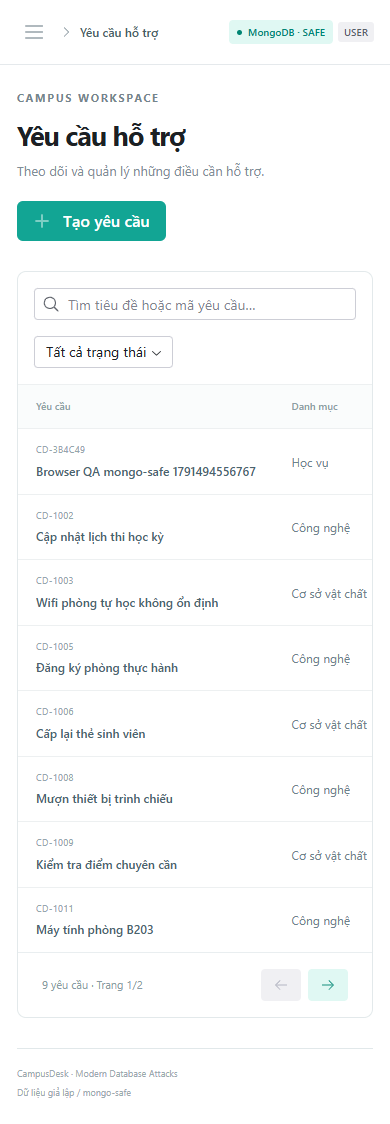 Yêu cầu hỗ trợ
MongoDB · SAFE
USER
CAMPUS WORKSPACE
Yêu cầu hỗ trợ
Theo dõi và quản lý những điều cần hỗ trợ.
Tạo yêu cầu
Tìm tiêu đề hoặc mã yêu cầu...
Tất cả trạng thái
Yêu cầu Danh mục
CD-3B4C49
Browser QA mongo-safe 1791494556767
Học vụ
CD-1002
Cập nhật lịch thi học kỳ
Công nghệ
CD-1003
Wifi phòng tự học không ổn định
Cơ sở vật chất
CD-1005
Đăng ký phòng thực hành
Công nghệ
CD-1006
Cấp lại thẻ sinh viên
Cơ sở vật chất
CD-1008
Mượn thiết bị trình chiếu
Công nghệ
CD-1009
Kiểm tra điểm chuyên cần
Cơ sở vật chất
CD-1011
Máy tính phòng B203
Công nghệ
9 yêu cầu · Trang 1/2
CampusDesk · Modern Database Attacks
Dữ liệu giả lập / mongo-safe